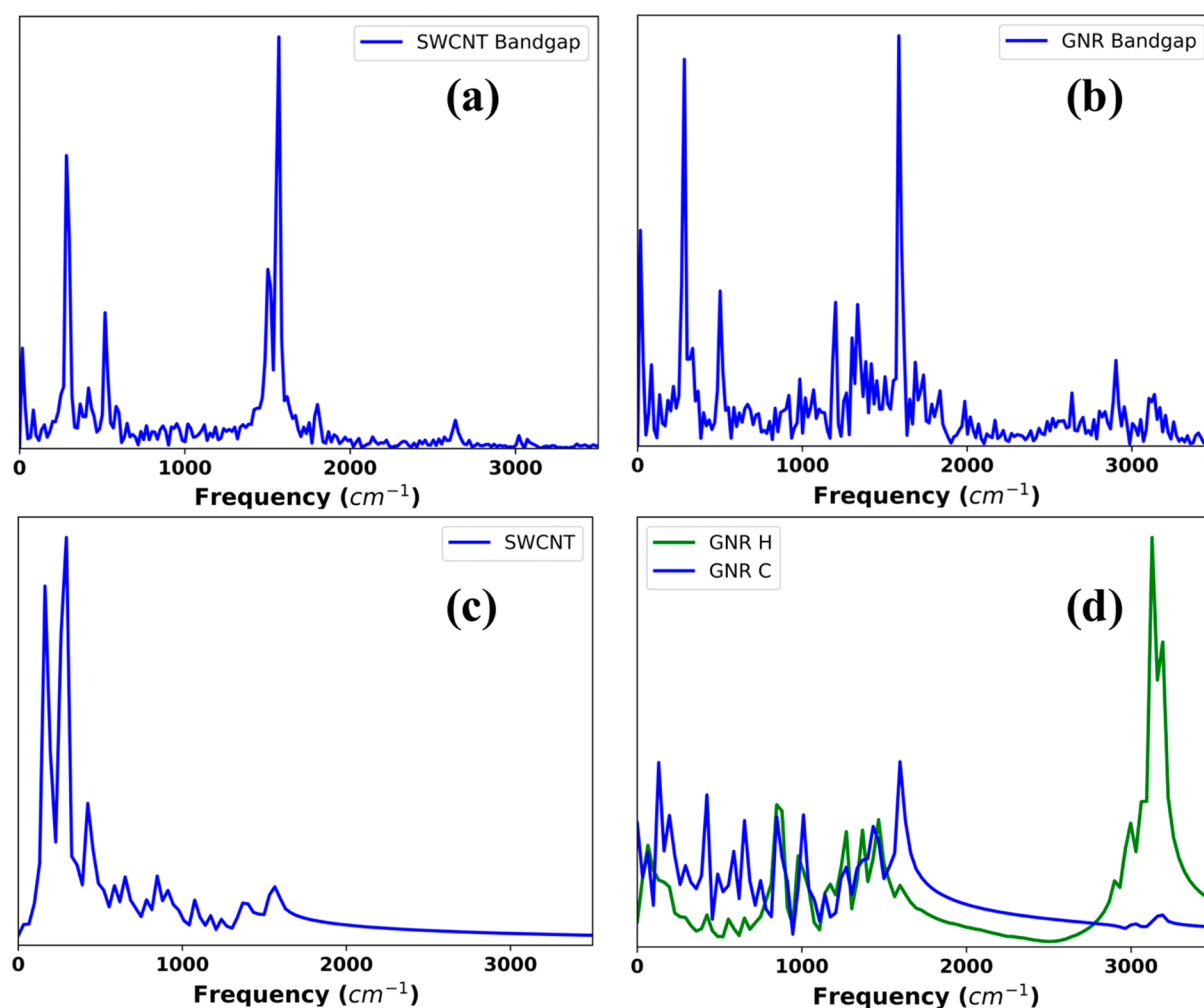 SWCNT Bandgap
(a)
0 1000 2000 3000
Frequency (cm⁻¹)
GNR Bandgap
(b)
0 1000 2000 3000
Frequency (cm⁻¹)
SWCNT
(c)
0 1000 2000 3000
Frequency (cm⁻¹)
GNR H
GNR C
(d)
0 1000 2000 3000
Frequency (cm⁻¹)